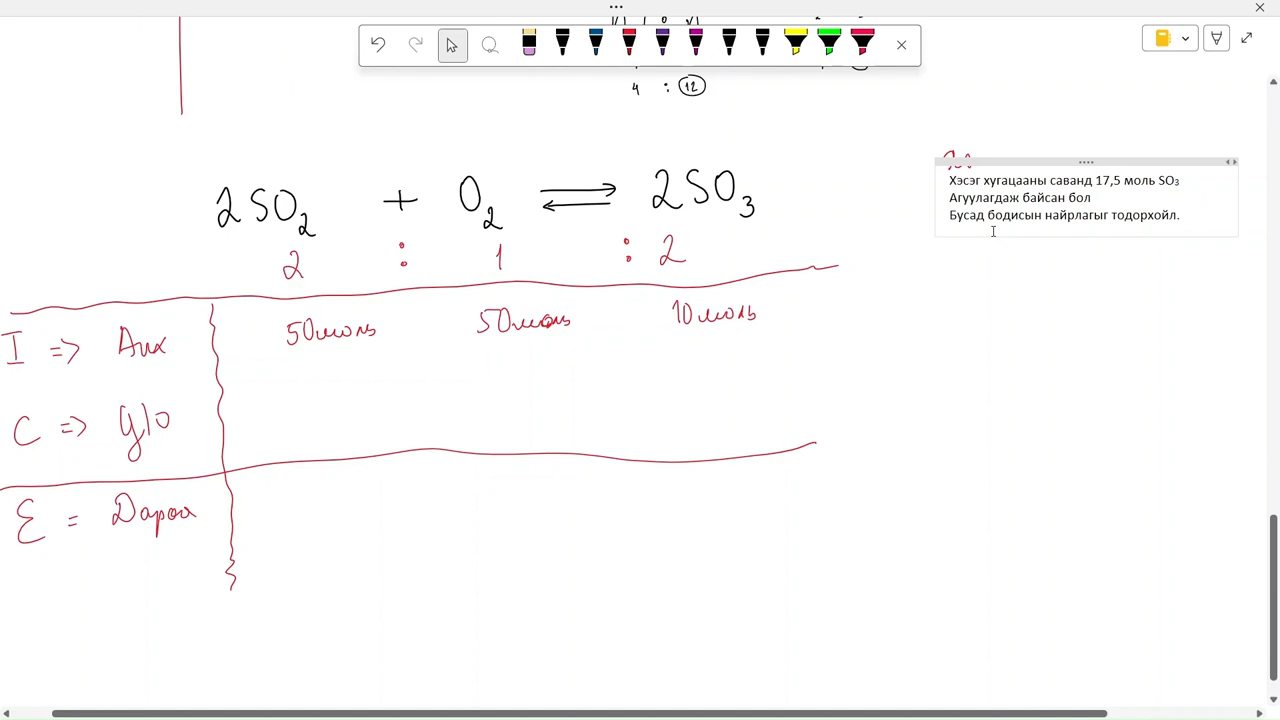 4 : 12
2SO₂ + O₂ ⇌ 2SO₃
2 : 1 : 2
Хэсэг хугацааны саванд 17,5 моль SO₃
Агуулагдаж байсан бол
Бусад бодисын найрлагыг тодорхойл.
I => Анх 50моль 50моль 10моль
C => У/О
E = Дараа